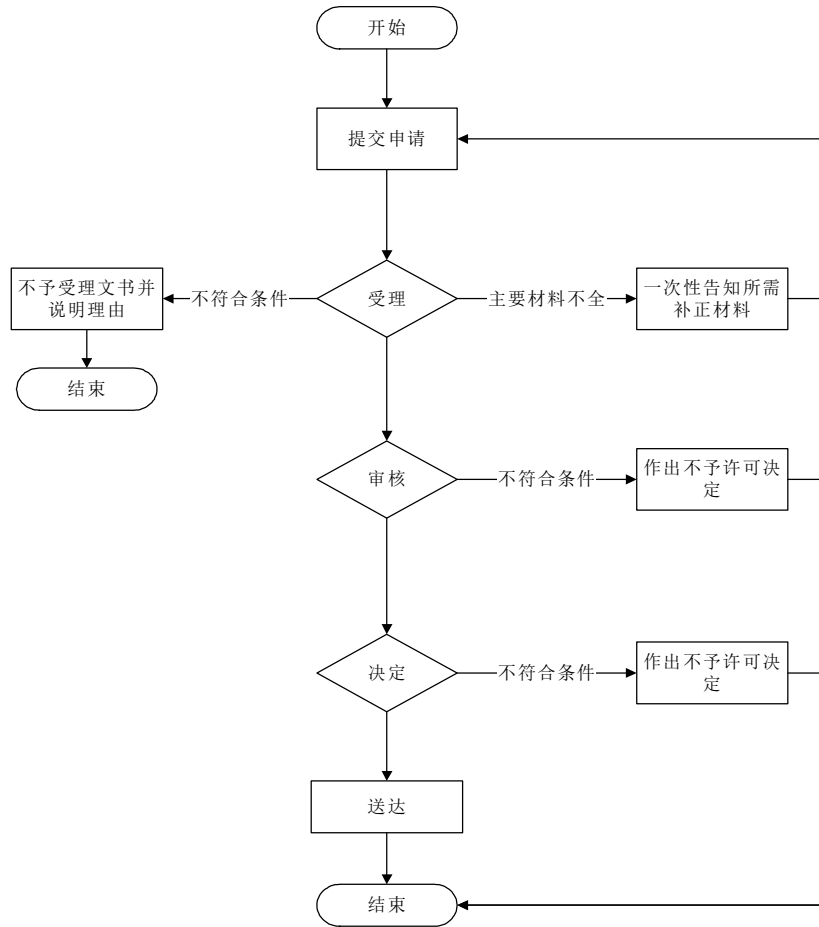 开始
提交申请
不予受理文书并
说明理由
不符合条件
受理
主要材料不全
一次性告知所需
补正材料
结束
审核
不符合条件
作出不予许可决
定
决定
不符合条件
作出不予许可决
定
送达
结束